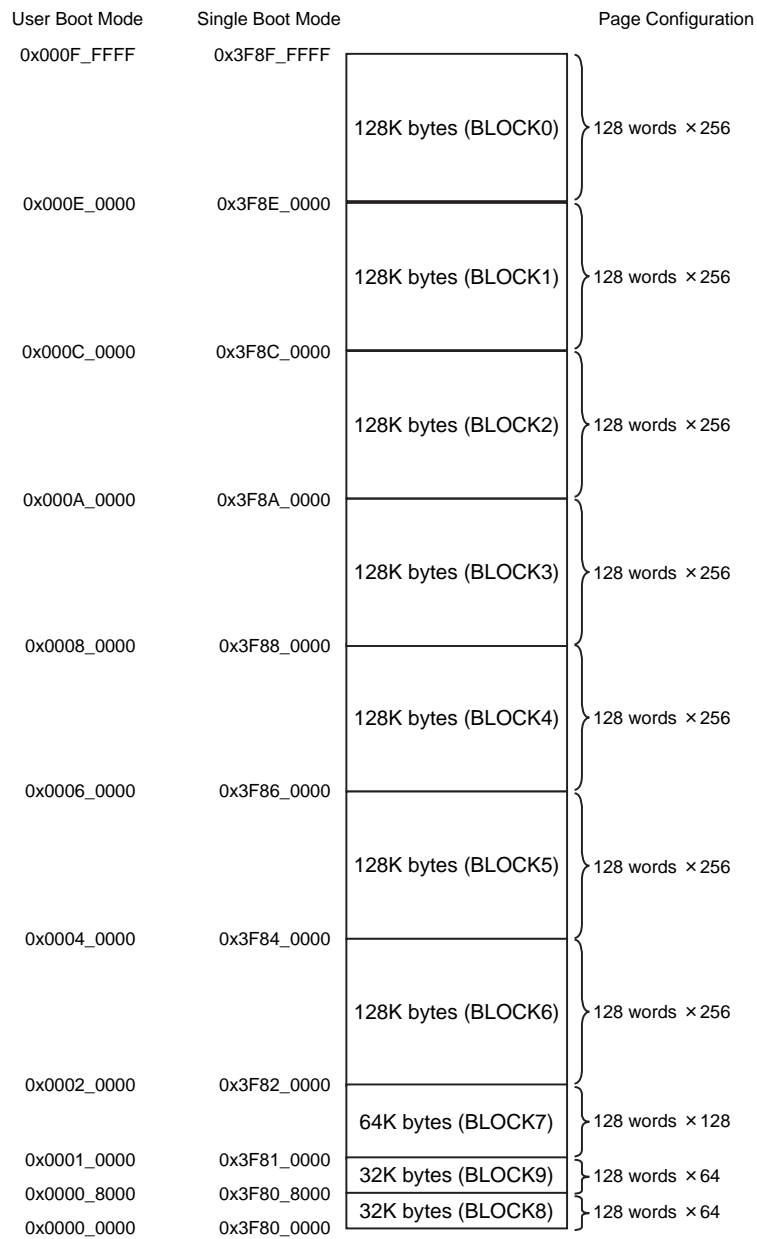 User Boot Mode Single Boot Mode Page Configuration
0x000F_FFFF 0x3F8F_FFFF
128K bytes (BLOCK0) 128 words ×256
0x000E_0000 0x3F8E_0000
128K bytes (BLOCK1) 128 words ×256
0x000C_0000 0x3F8C_0000
128K bytes (BLOCK2) 128 words ×256
0x000A_0000 0x3F8A_0000
128K bytes (BLOCK3) 128 words ×256
0x0008_0000 0x3F88_0000
128K bytes (BLOCK4) 128 words ×256
0x0006_0000 0x3F86_0000
128K bytes (BLOCK5) 128 words ×256
0x0004_0000 0x3F84_0000
128K bytes (BLOCK6) 128 words ×256
0x0002_0000 0x3F82_0000
64K bytes (BLOCK7) 128 words ×128
0x0001_0000 0x3F81_0000
32K bytes (BLOCK9) 128 words ×64
0x0000_8000 0x3F80_8000
32K bytes (BLOCK8) 128 words ×64
0x0000_0000 0x3F80_0000